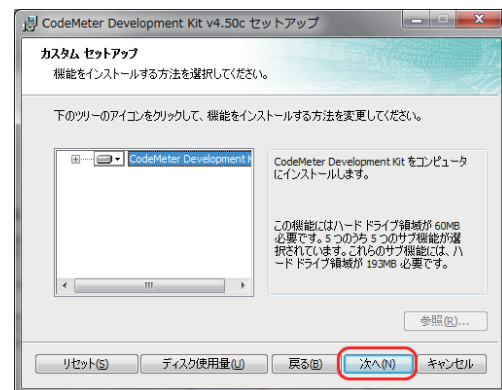 CodeMeter Development Kit v4.50c セットアップ
カスタム セットアップ
機能をインストールする方法を選択してください。
下のツリーのアイコンをクリックして、機能をインストールする方法を変更してください。
CodeMeter Development K
CodeMeter Development Kit をコンピュータ
にインストールします。
この機能にはハード ドライブ領域が 60MB
必要です。5 つのうち 5 つのサブ機能が選
択されています。これらのサブ機能には、ハ
ード ドライブ領域が 193MB 必要です。
参照(R)...
リセット(S) ディスク使用量(U) 戻る(B) 次へ(N) キャンセル